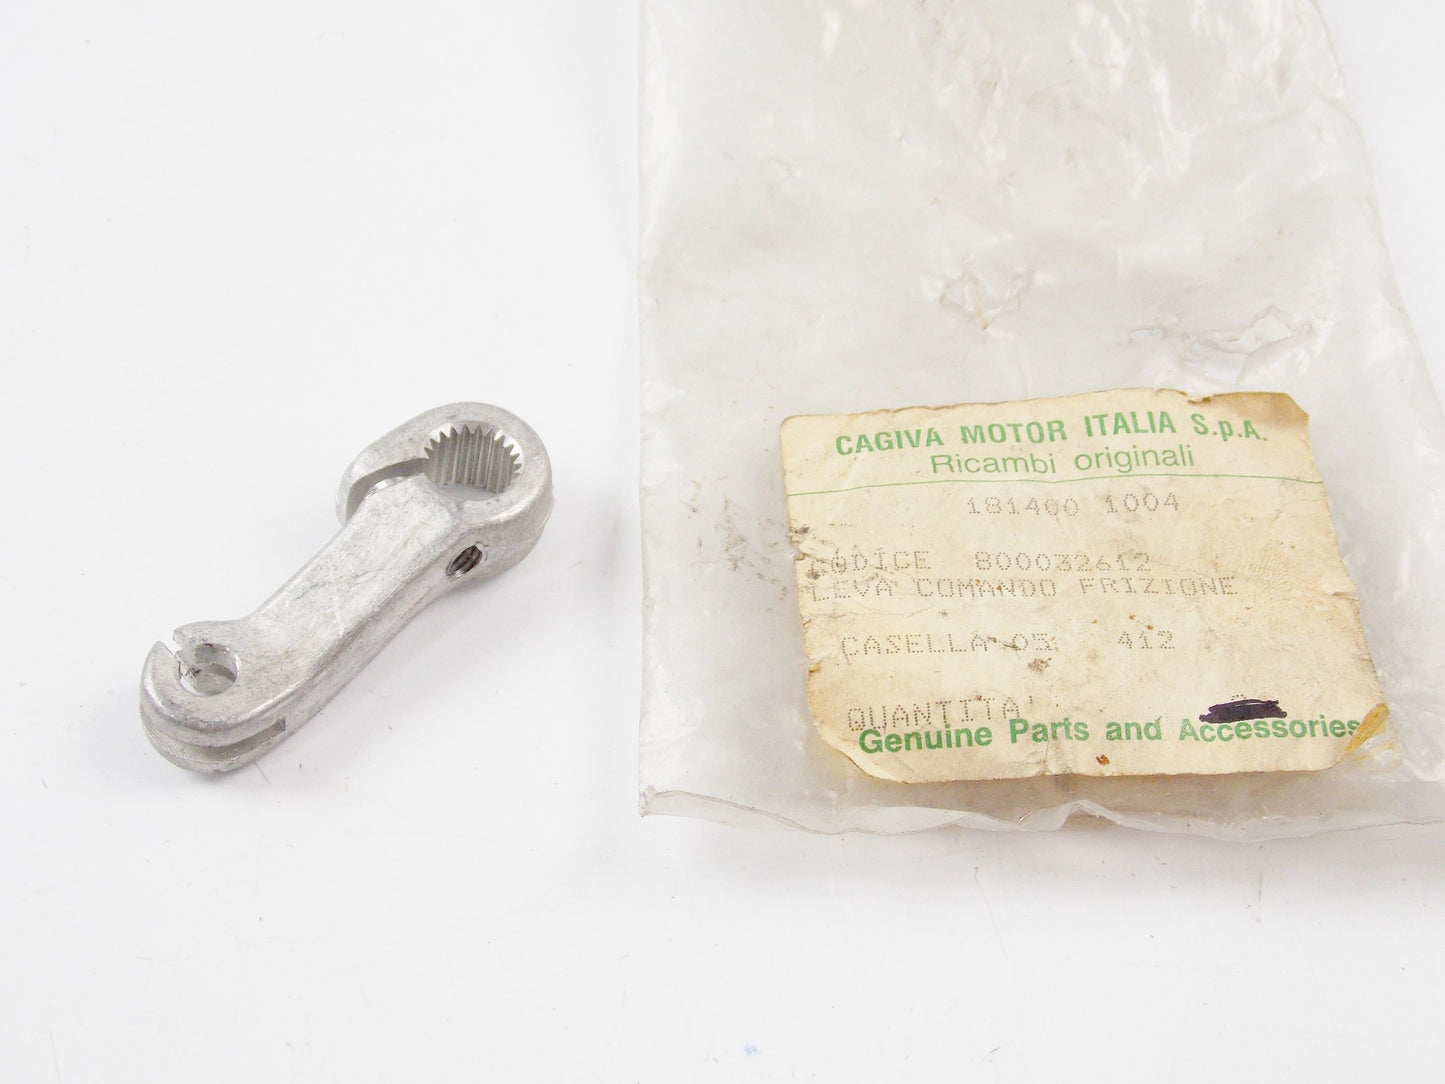 CAGIVA MOTOR ITALIA S.p.A.
Ricambi originali
181400 1004
CODICE 800032612
LEVA COMANDO FRIZIONE
CASELLA 05 412
QUANTITA'
Genuine Parts and Accessories